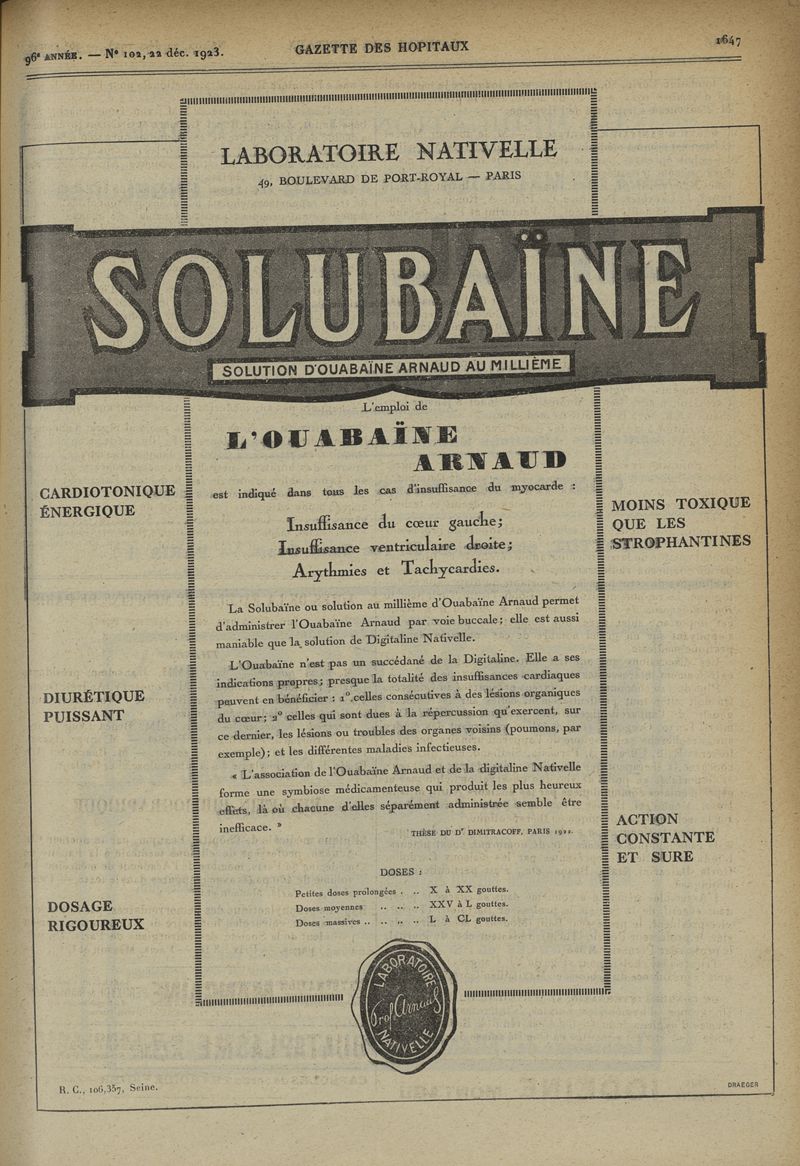 96e ANNÉE. — N° 102, 22 déc. 1923.
GAZETTE DES HOPITAUX
1647
LABORATOIRE NATIVELLE
49, BOULEVARD DE PORT-ROYAL — PARIS
SOLUBAÏNE
SOLUTION D'OUABAÏNE ARNAUD AU MILLIÈME
L'emploi de
L'OUABAÏNE
ARNAUD
est indiqué dans tous les cas d'insuffisance du myocarde :
Insuffisance du cœur gauche;
Insuffisance ventriculaire droite;
Arythmies et Tachycardies.
CARDIOTONIQUE
ÉNERGIQUE
MOINS TOXIQUE
QUE LES
STROPHANTINES
La Solubaïne ou solution au millième d'Ouabaïne Arnaud permet
d'administrer l'Ouabaïne Arnaud par voie buccale; elle est aussi
maniable que la solution de Digitaline Nativelle.
L'Ouabaïne n'est pas un succédané de la Digitaline. Elle a ses
indications propres; presque la totalité des insuffisances cardiaques
peuvent en bénéficier : 1°, celles consécutives à des lésions organiques
du cœur; 2° celles qui sont dues à la répercussion qu'exercent, sur
ce dernier, les lésions ou troubles des organes voisins (poumons, par
exemple); et les différentes maladies infectieuses.
« L'association de l'Ouabaïne Arnaud et de la digitaline Nativelle
forme une symbiose médicamenteuse qui produit les plus heureux
effets, là où chacune d'elles séparément administrée semble être
inefficace. »
THÈSE DU Dr DIMITRACOFF, PARIS 1922.
DIURÉTIQUE
PUISSANT
ACTION
CONSTANTE
ET SURE
DOSAGE
RIGOUREUX
DOSES :
Petites doses prolongées . .. X à XX gouttes.
Doses moyennes .. .. .. XXV à L gouttes.
Doses massives .. .. .. .. L à CL gouttes.
LABORATOIRE
Prof Arnaud
NATIVELLE
R. C., 106,357, Seine.
DRAEGER